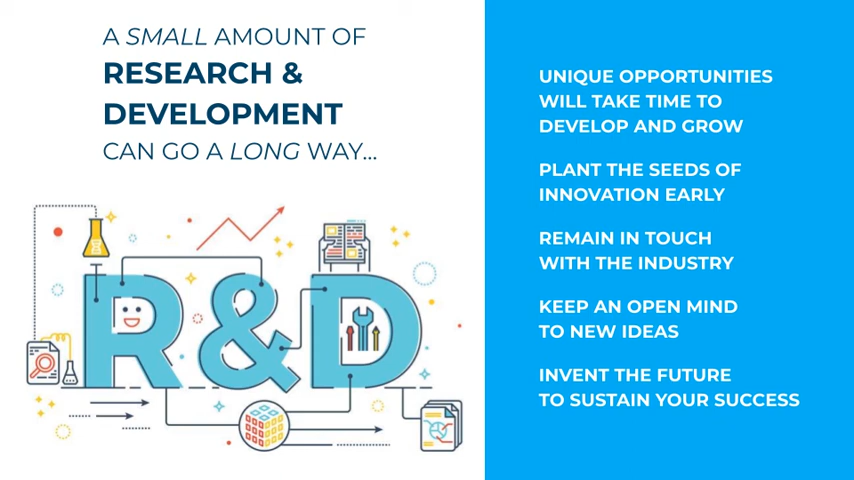 A SMALL AMOUNT OF
RESEARCH &
DEVELOPMENT
CAN GO A LONG WAY...
R&D
UNIQUE OPPORTUNITIES
WILL TAKE TIME TO
DEVELOP AND GROW
PLANT THE SEEDS OF
INNOVATION EARLY
REMAIN IN TOUCH
WITH THE INDUSTRY
KEEP AN OPEN MIND
TO NEW IDEAS
INVENT THE FUTURE
TO SUSTAIN YOUR SUCCESS